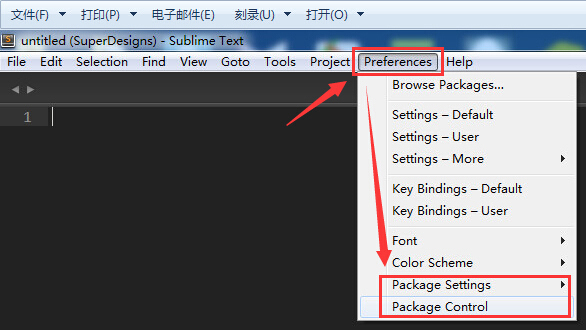 文件(F) 打印(P) 电子邮件(E) 刻录(U) 打开(O)
untitled (SuperDesigns) - Sublime Text
File Edit Selection Find View Goto Tools Project Preferences Help
Browse Packages...
1
Settings – Default
Settings – User
Settings – More
Key Bindings – Default
Key Bindings – User
Font
Color Scheme
Package Settings
Package Control